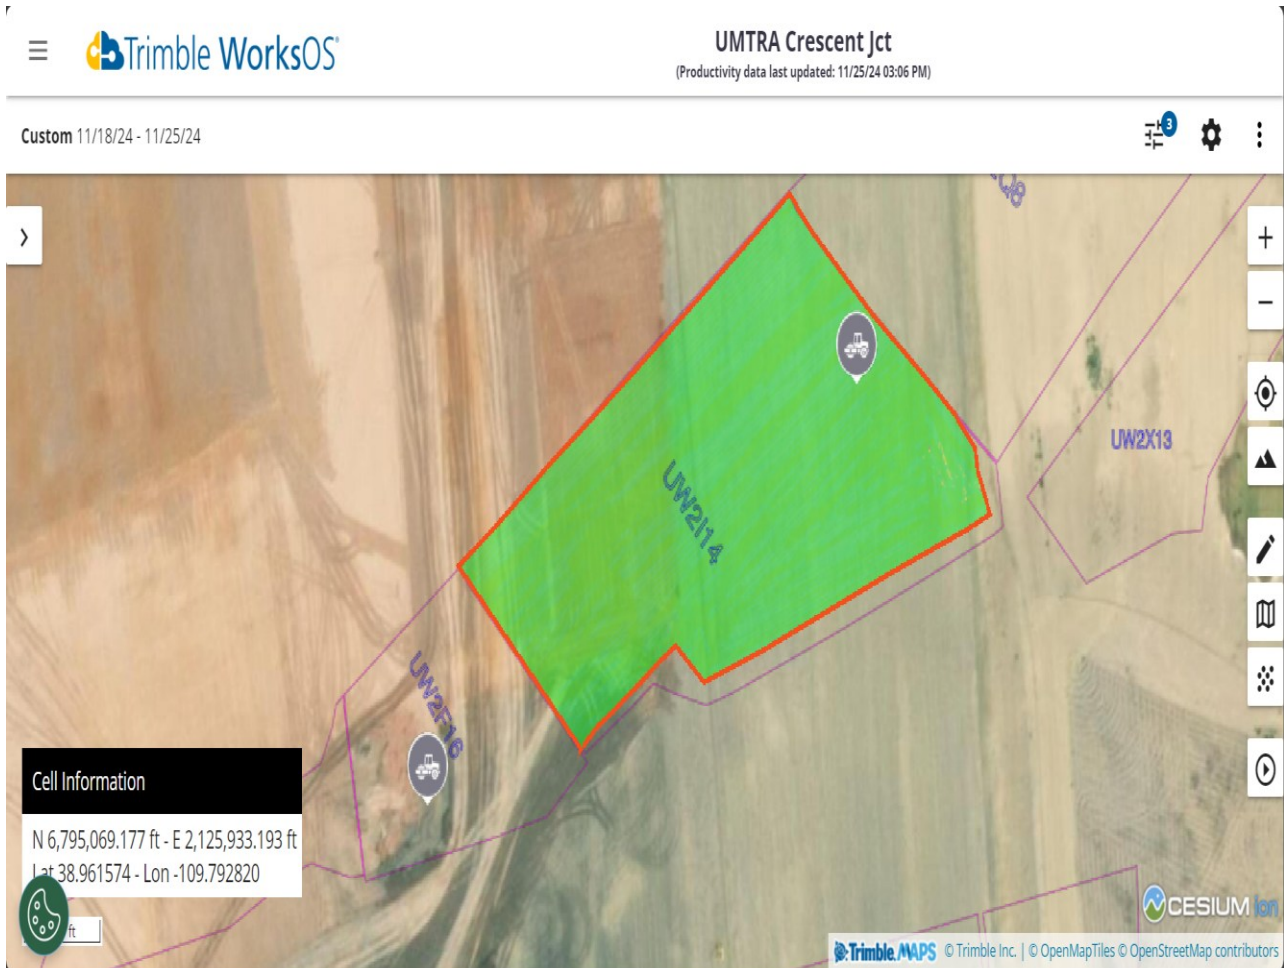 Trimble WorksOS
UMTRA Crescent Jct
(Productivity data last updated: 11/25/24 03:06 PM)
Custom 11/18/24 - 11/25/24
3
UW2X13
UW2I14
UW2F16
Cell Information
N 6,795,069.177 ft - E 2,125,933.193 ft
Lat 38.961574 - Lon -109.792820
ft
CESIUM ion
Trimble MAPS © Trimble Inc. | © OpenMapTiles © OpenStreetMap contributors